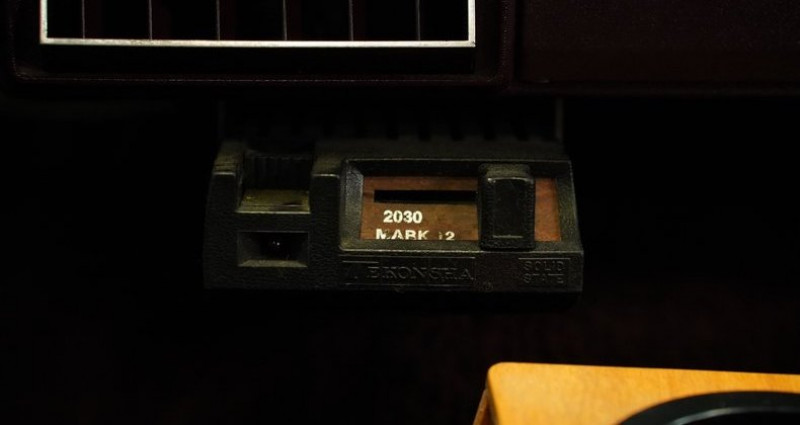 2030
MARK 12
TEKONSHA
SOLID
STATE